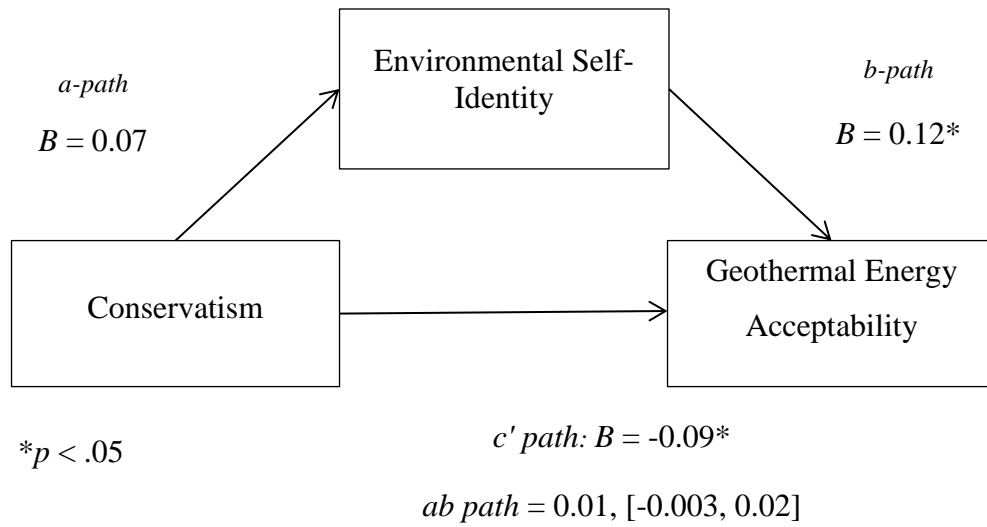 Environmental Self-
Identity
a-path
B = 0.07
b-path
B = 0.12*
Conservatism
Geothermal Energy
Acceptability
*p < .05
c' path: B = -0.09*
ab path = 0.01, [-0.003, 0.02]